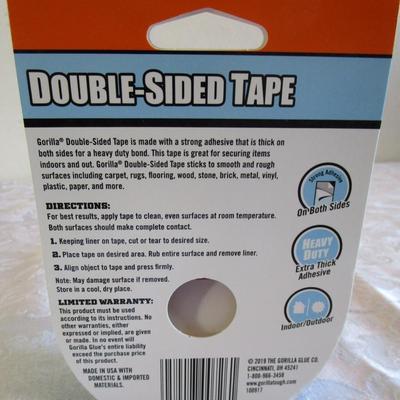 DOUBLE-SIDED TAPE
Gorilla® Double-Sided Tape is made with a strong adhesive that is thick on
both sides for a heavy duty bond. This tape is great for securing items
indoors and out. Gorilla® Double-Sided Tape sticks to smooth and rough
surfaces including carpet, rugs, flooring, wood, stone, brick, metal, vinyl,
plastic, paper, and more.
DIRECTIONS:
For best results, apply tape to clean, even surfaces at room temperature.
Both surfaces should make complete contact.
1. Keeping liner on tape, cut or tear to desired size.
2. Place tape on desired area. Rub entire surface and remove liner.
3. Align object to tape and press firmly.
Note: May damage surface if removed.
Store in a cool, dry place.
LIMITED WARRANTY:
This product must be used
according to its instructions. No
other warranties, either
expressed or implied, are given
or made. In no event will
Gorilla Glue's entire liability
exceed the purchase price
of this product.
MADE IN USA WITH
DOMESTIC & IMPORTED
MATERIALS.
Strong Adhesive
On Both Sides
HEAVY
DUTY
Extra Thick
Adhesive
Indoor/Outdoor
© 2019 THE GORILLA GLUE CO.
CINCINNATI, OH 45241
1-800-966-3458
www.gorillatough.com
100917